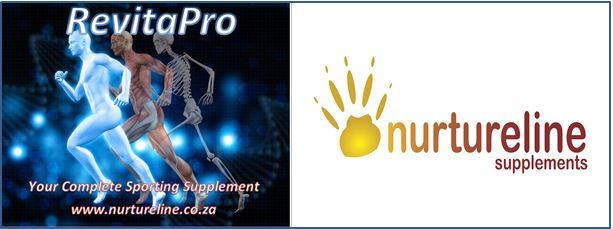 RevitaPro
Your Complete Sporting Supplement
www.nurtureline.co.za
nurtureline
supplements